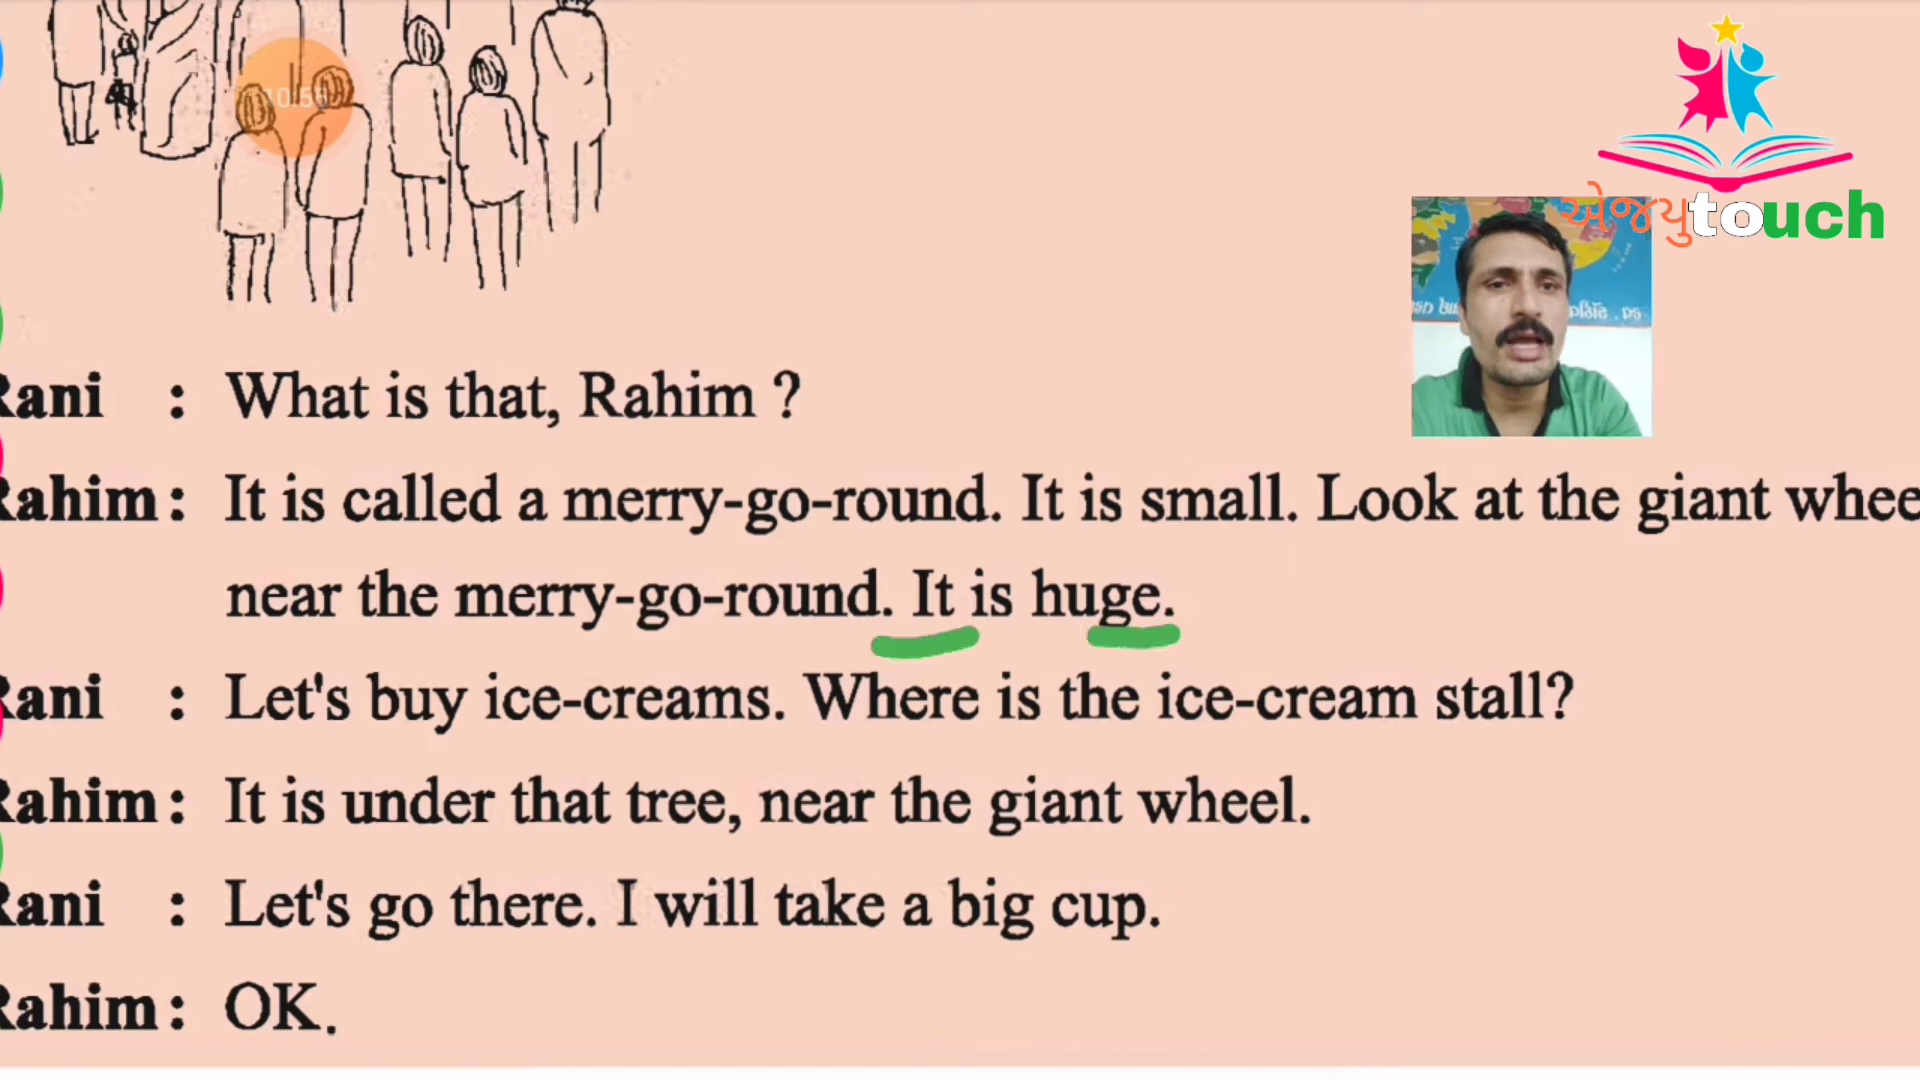 10:55
એજ્યુtouch
Rani : What is that, Rahim ?
Rahim : It is called a merry-go-round. It is small. Look at the giant whee
near the merry-go-round. It is huge.
Rani : Let's buy ice-creams. Where is the ice-cream stall?
Rahim : It is under that tree, near the giant wheel.
Rani : Let's go there. I will take a big cup.
Rahim : OK.